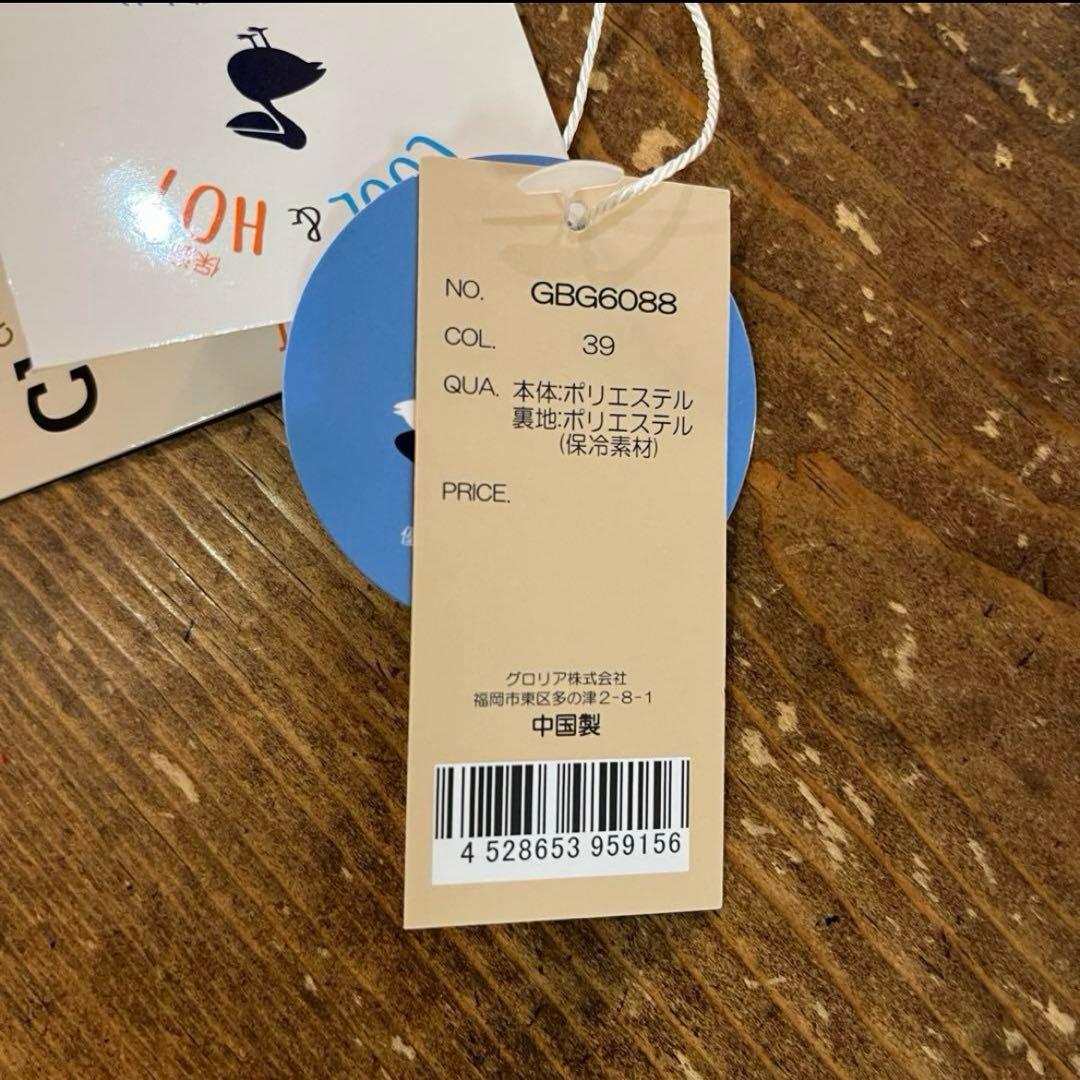 COOL & HOT
NO. GBG6088
COL. 39
QUA. 本体:ポリエステル
裏地:ポリエステル
(保冷素材)
PRICE.
グロリア株式会社
福岡市東区多の津2-8-1
中国製
4 528653 959156